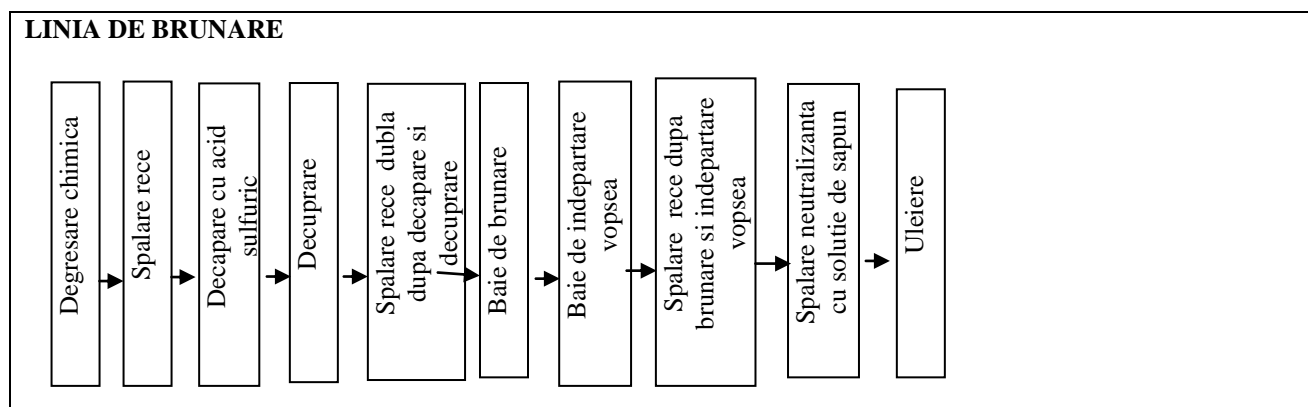 LINIA DE BRUNARE
Degresare chimica
Spalare rece
Decapare cu acid
sulfuric
Decuprare
Spalare rece dubla
dupa decapare si
decuprare
Baie de brunare
Baie de indepartare
vopsea
Spalare rece dupa
brunare si indepartare
vopsea
Spalare neutralizanta
cu solutie de sapun
Uleiere